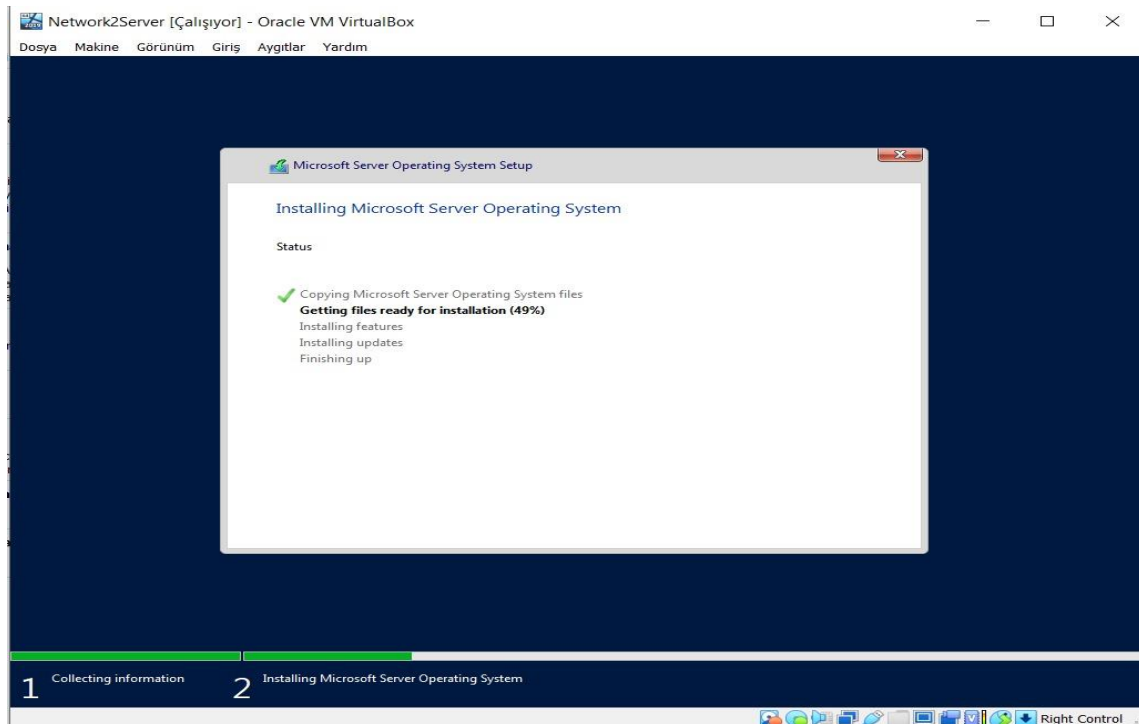 Network2Server [Çalışıyor] - Oracle VM VirtualBox
Dosya Makine Görünüm Giriş Aygıtlar Yardım
Microsoft Server Operating System Setup
Installing Microsoft Server Operating System
Status
Copying Microsoft Server Operating System files
Getting files ready for installation (49%)
Installing features
Installing updates
Finishing up
1 Collecting information 2 Installing Microsoft Server Operating System
Right Control